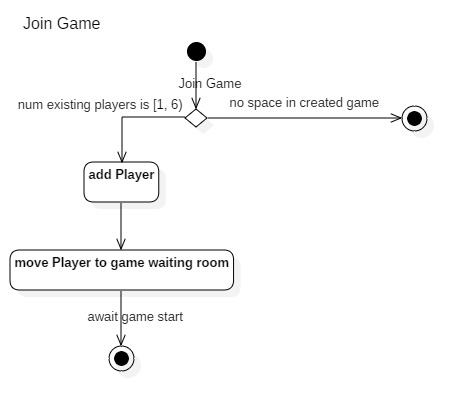 Join Game
Join Game
num existing players is [1, 6)
no space in created game
add Player
move Player to game waiting room
await game start